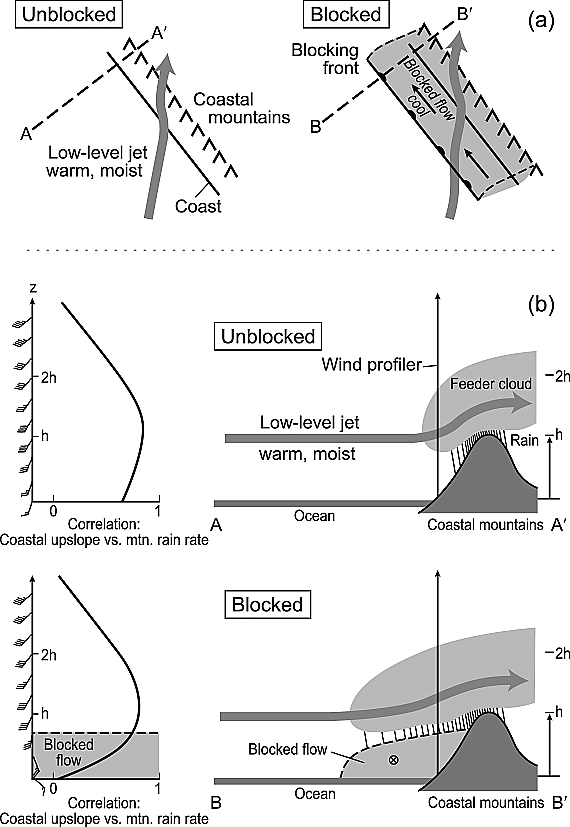 Unblocked
Blocked
(a)
A′
B′
Blocking
front
Coastal
mountains
Blocked flow
cool
A
B
Low-level jet
warm, moist
Coast
(b)
z
Unblocked
Wind profiler
2h
Feeder cloud
2h
Low-level jet
warm, moist
h
Rain
h
0
1
Ocean
Correlation:
Coastal upslope vs. mtn. rain rate
A
Coastal mountains
A′
Blocked
2h
2h
h
h
Blocked
flow
Blocked flow
0
1
Ocean
Correlation:
Coastal upslope vs. mtn. rain rate
B
Coastal mountains
B′